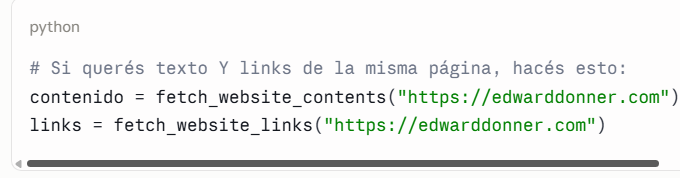 python
# Si querés texto Y links de la misma página, hacés esto:
contenido = fetch_website_contents("https://edwarddonner.com")
links = fetch_website_links("https://edwarddonner.com")